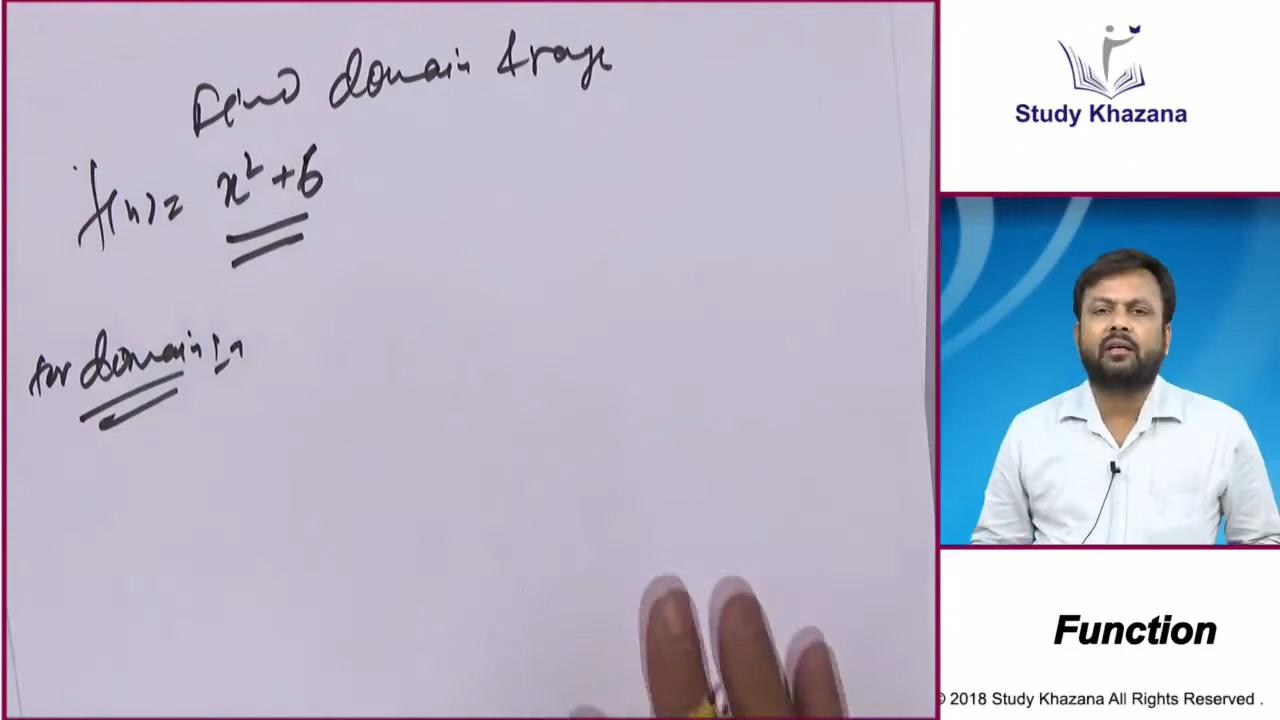 Find domain & range
f(x) = x² + 6
for domain :-
Study Khazana
Function
© 2018 Study Khazana All Rights Reserved .